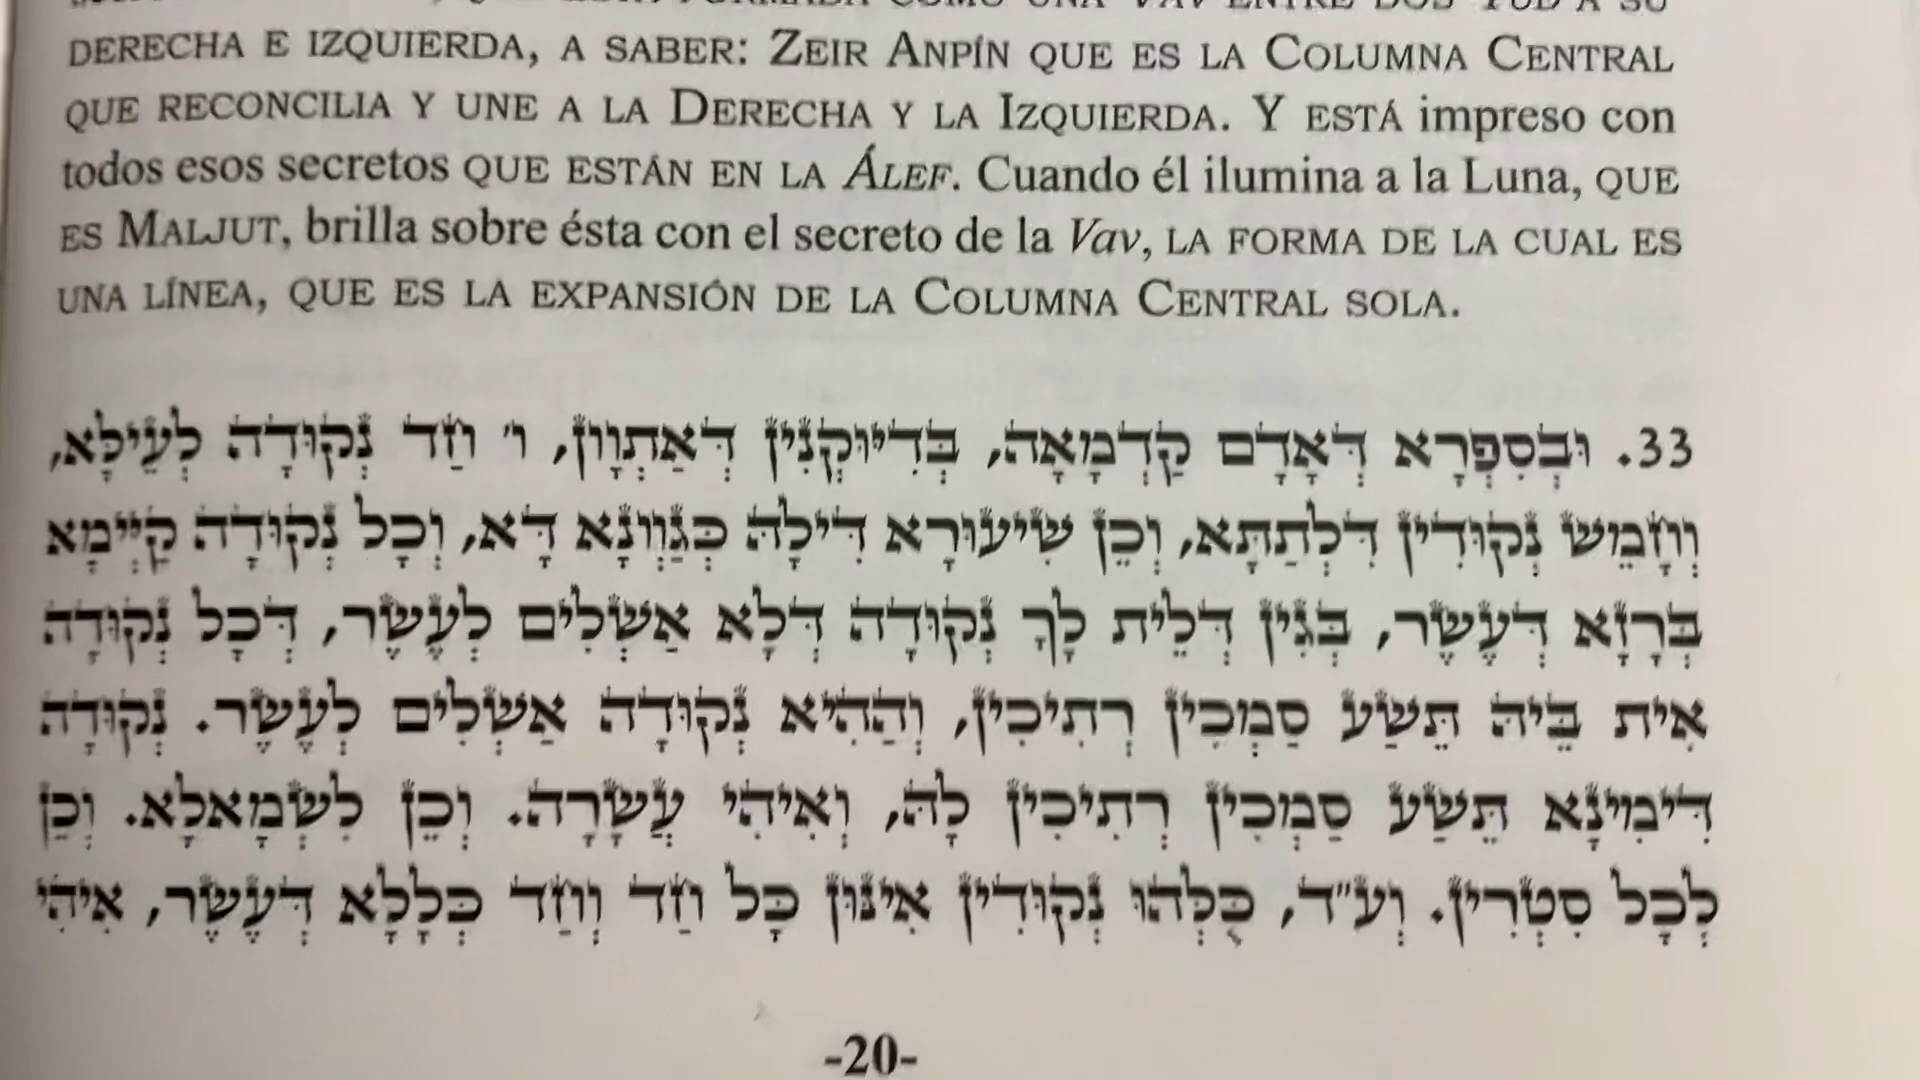 DERECHA E IZQUIERDA, A SABER: ZEIR ANPÍN QUE ES LA COLUMNA CENTRAL
QUE RECONCILIA Y UNE A LA DERECHA Y LA IZQUIERDA. Y ESTÁ impreso con
todos esos secretos QUE ESTÁN EN LA ÁLEF. Cuando él ilumina a la Luna, QUE
ES MALJUT, brilla sobre ésta con el secreto de la Vav, LA FORMA DE LA CUAL ES
UNA LÍNEA, QUE ES LA EXPANSIÓN DE LA COLUMNA CENTRAL SOLA.
33. וּבְסִפְרָא דְּאָדָם קַדְמָאָה, בְּדִיּוּקְנִין דְּאַתְוָון, ו' חַד נְקוּדָה לְעֵילָּא,
וְחָמֵשׁ נְקוּדִין דִּלְתַתָּא, וְכֵן שִׁיעוּרָא דִילָהּ כְּגַוְונָא דָּא, וְכָל נְקוּדָה קַיְּימָא
בְּרָזָא דְּעֶשֶׂר, בְּגִין דְּלֵית לָךְ נְקוּדָה דְּלָא אַשְׁלִים לְעֶשֶׂר, דְּכָל נְקוּדָה
אִית בֵּיהּ תֵּשַׁע סַמְכִין רְתִיכִין, וְהַהִיא נְקוּדָה אַשְׁלִים לְעֶשֶׂר. נְקוּדָה
דִּימִינָא תֵּשַׁע סַמְכִין רְתִיכִין לָהּ, וְאִיהִי עֲשָׂרָה. וְכֵן לִשְׂמָאלָא. וְכֵן
לְכָל סִטְרִין. וְע"ד, כֻּלְּהוּ נְקוּדִין אִינּוּן כָּל חַד וְחַד כְּלָלָא דְּעֶשֶׂר, אִיהִי
-20-